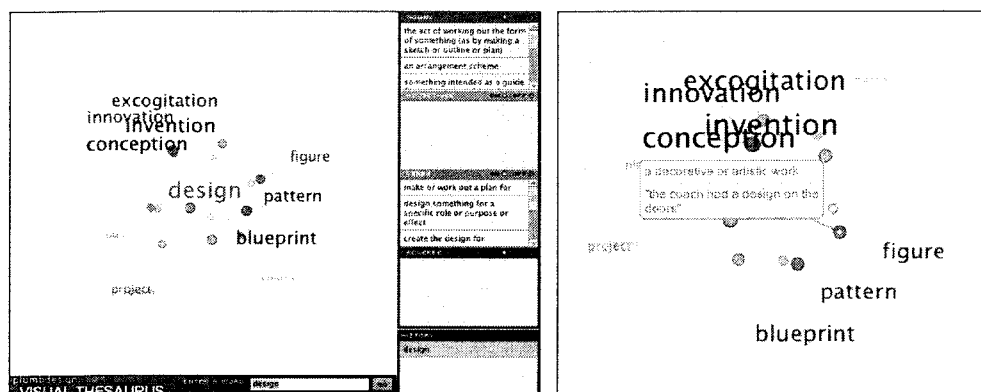 the act of working out the form
of something (as by making a
sketch or outline or plan)
an arrangement scheme
something intended as a guide
excogitation
innovation
invention
conception
figure
design
pattern
blueprint
project
make or work out a plan for
design something for a
specific role or purpose or
effect
create the design for
design
design
VISUAL THESAURUS
excogitation
innovation
invention
conception
a decorative or artistic work
"the coach had a design on the
doors"
project
figure
pattern
blueprint